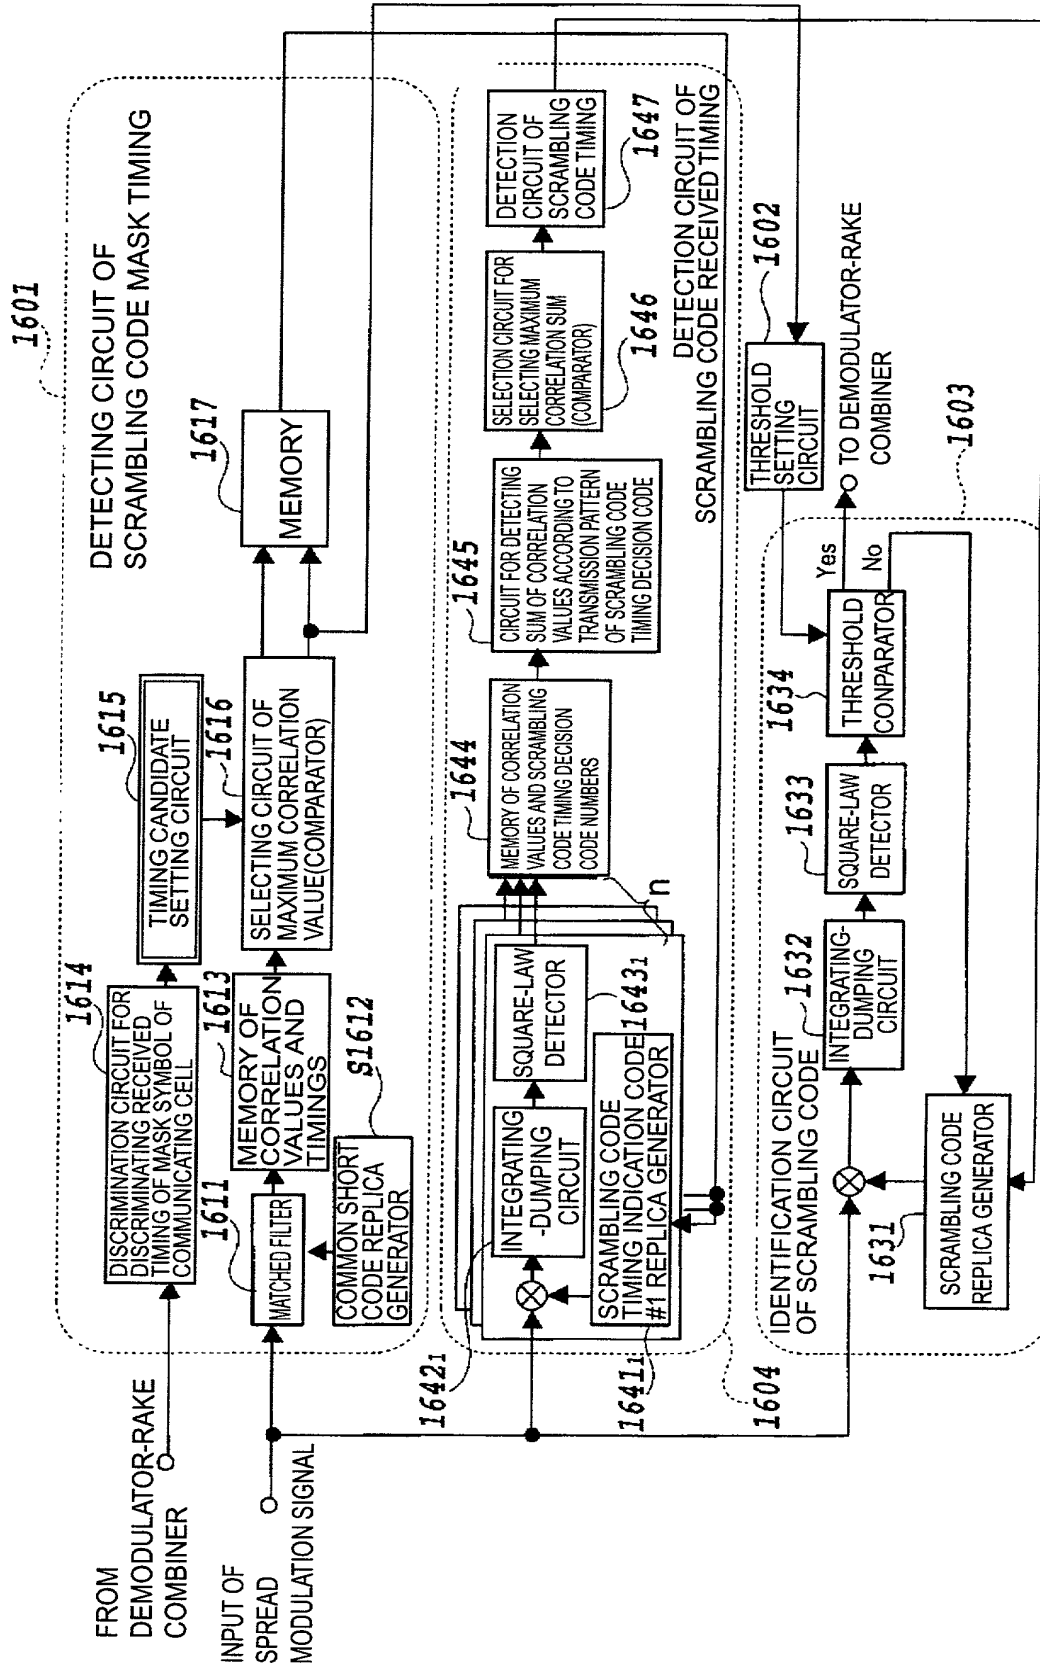 FROM
DEMODULATOR-RAKE
COMBINER
INPUT OF
SPREAD
MODULATION SIGNAL
1601
DETECTING CIRCUIT OF
SCRAMBLING CODE MASK TIMING
1614
DISCRIMINATION CIRCUIT FOR
DISCRIMINATING RECEIVED
TIMING OF MASK SYMBOL OF
COMMUNICATING CELL
1615
TIMING CANDIDATE
SETTING CIRCUIT
1611
MATCHED FILTER
1613
MEMORY OF
CORRELATION
VALUES AND
TIMINGS
1616
SELECTING CIRCUIT OF
MAXIMUM CORRELATION
VALUE(COMPARATOR)
1617
MEMORY
S1612
COMMON SHORT
CODE REPLICA
GENERATOR
1642₁
INTEGRATING
-DUMPING
CIRCUIT
SQUARE-LAW
DETECTOR
1643₁
SCRAMBLING CODE
TIMING INDICATION CODE
#1 REPLICA GENERATOR
1641₁
n
1644
MEMORY OF CORRELATION
VALUES AND SCRAMBLING
CODE TIMING DECISION
CODE NUMBERS
1645
CIRCUIT FOR DETECTING
SUM OF CORRELATION
VALUES ACCORDING TO
TRANSMISSION PATTERN
OF SCRAMBLING CODE
TIMING DECISION CODE
SELECTION CIRCUIT FOR
SELECTING MAXIMUM
CORRELATION SUM
(COMPARATOR)
1646
DETECTION
CIRCUIT OF
SCRAMBLING
CODE TIMING
1647
DETECTION CIRCUIT OF
SCRAMBLING CODE RECEIVED TIMING
1604
1602
THRESHOLD
SETTING
CIRCUIT
TO DEMODULATOR-RAKE
COMBINER
1603
IDENTIFICATION CIRCUIT
OF SCRAMBLING CODE
1632
INTEGRATING-
DUMPING
CIRCUIT
1633
SQUARE-LAW
DETECTOR
1634
THRESHOLD
CONPARATOR
Yes
No
1631
SCRAMBLING CODE
REPLICA GENERATOR